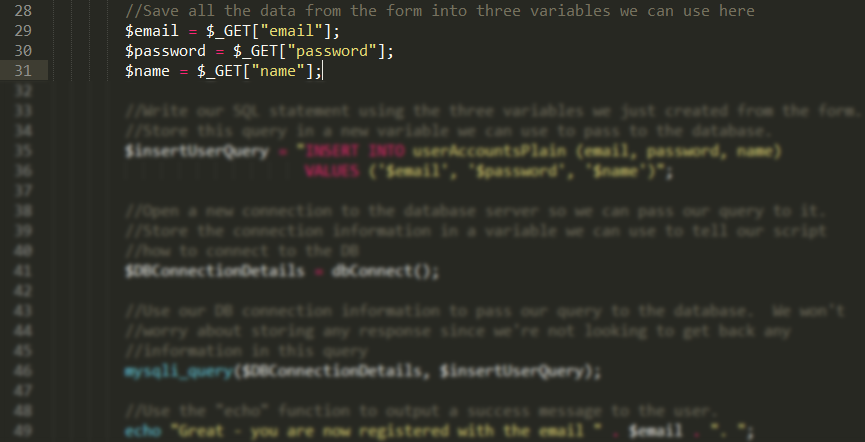 28 //Save all the data from the form into three variables we can use here
29 $email = $_GET["email"];
30 $password = $_GET["password"];
31 $name = $_GET["name"];
32
33 //Write our SQL statement using the three variables we just created from the form.
34 //Store this query in a new variable we can use to pass to the database.
35 $insertUserQuery = "INSERT INTO userAccountsPlain (email, password, name)
36 VALUES ('$email', '$password', '$name')";
37
38 //Open a new connection to the database server so we can pass our query to it.
39 //Store the connection information in a variable we can use to tell our script
40 //how to connect to the DB
41 $DBConnectionDetails = dbConnect();
42
43 //Use our DB connection information to pass our query to the database. We won't
44 //worry about storing any response since we're not looking to get back any
45 //information in this query
46 mysqli_query($DBConnectionDetails, $insertUserQuery);
47
48 //Use the "echo" function to output a success message to the user.
49 echo "Great - you are now registered with the email " . $email . ". ";